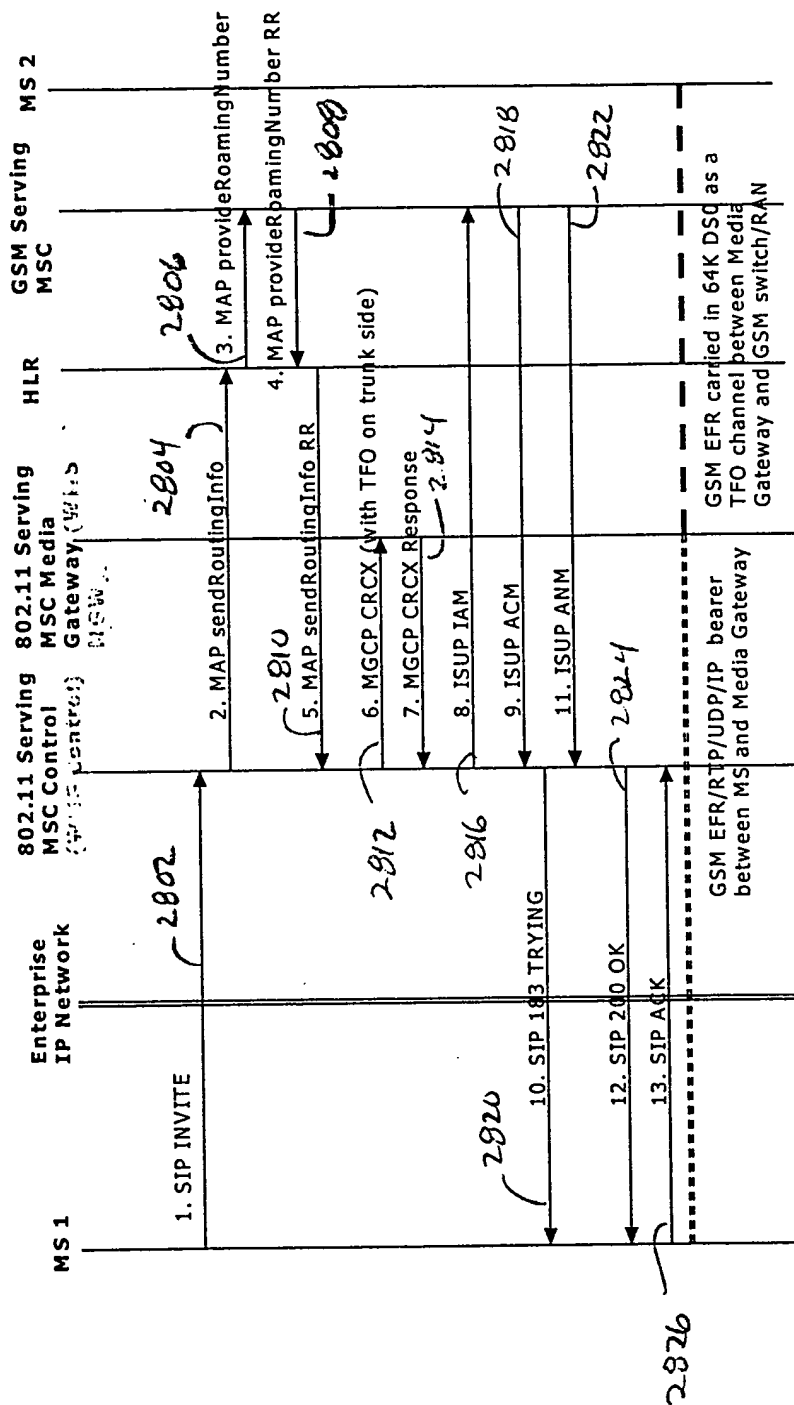 MS 1
Enterprise
IP Network
802.11 Serving
MSC Control
802.11 Serving
MSC Media
Gateway
HLR
GSM Serving
MSC
MS 2
1. SIP INVITE
2802
2. MAP sendRoutingInfo
2804
3. MAP provideRoamingNumber
2806
4. MAP provideRoamingNumber RR
2808
5. MAP sendRoutingInfo RR
2810
6. MGCP CRCX (with TFO on trunk side)
2812
7. MGCP CRCX Response
2814
8. ISUP IAM
2816
9. ISUP ACM
2818
10. SIP 183 TRYING
2820
11. ISUP ANM
2822
12. SIP 200 OK
2824
13. SIP ACK
2826
GSM EFR/RTP/UDP/IP bearer
between MS and Media Gateway
GSM EFR carried in 64K DS0 as a
TFO channel between Media
Gateway and GSM switch/RAN